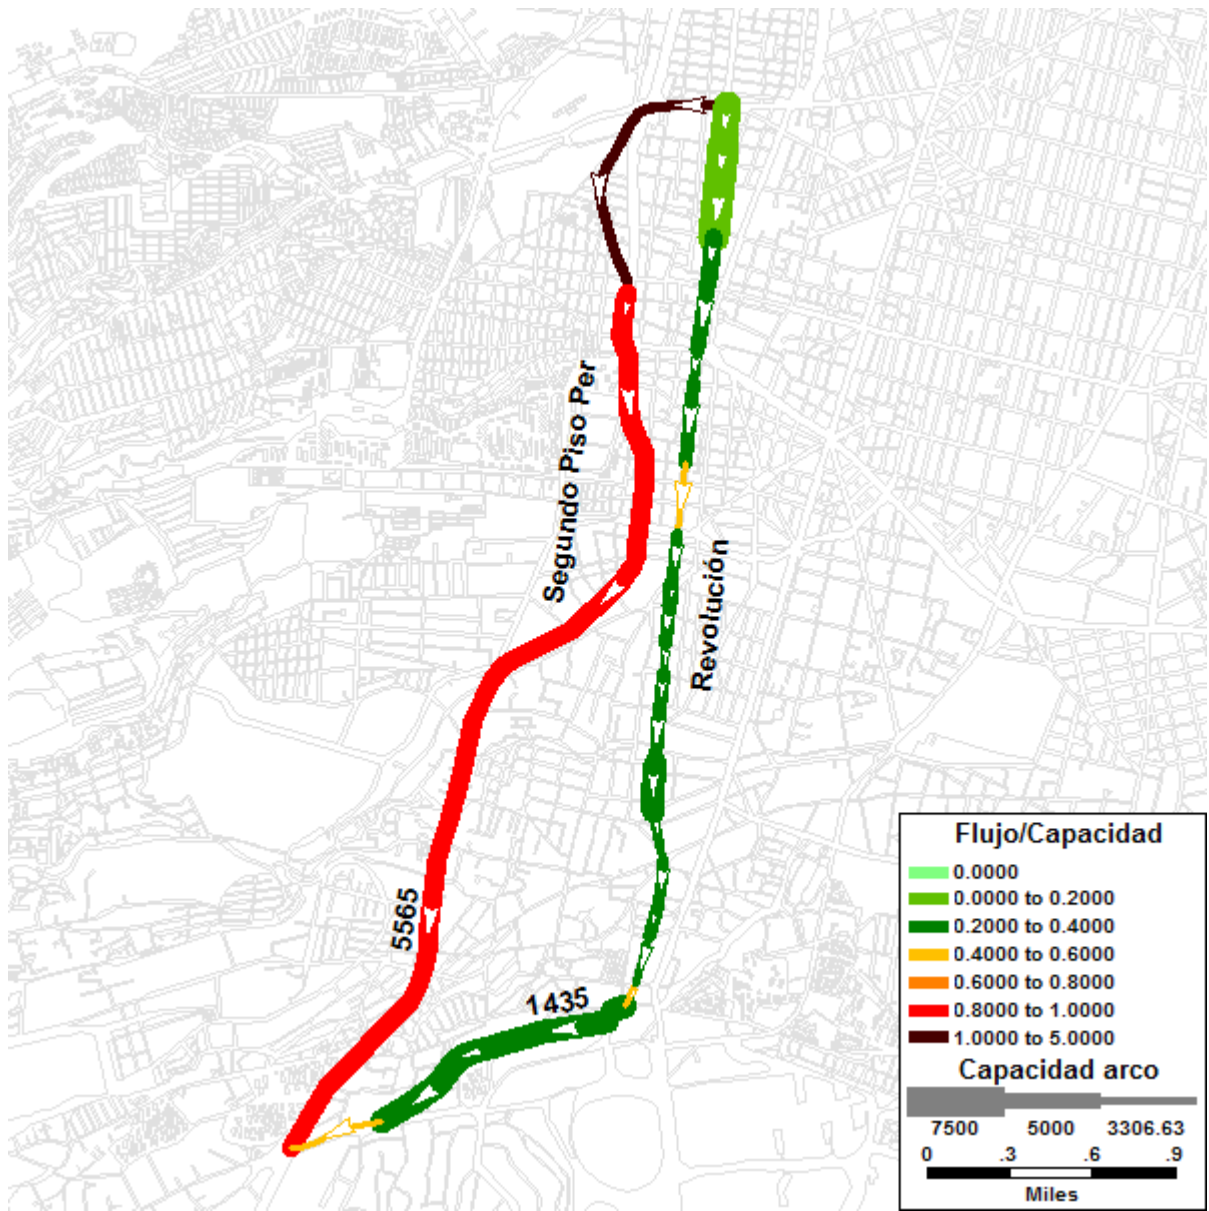 Segundo Piso Per
Revolución
5565
1435
Flujo/Capacidad
0.0000
0.0000 to 0.2000
0.2000 to 0.4000
0.4000 to 0.6000
0.6000 to 0.8000
0.8000 to 1.0000
1.0000 to 5.0000
Capacidad arco
7500 5000 3306.63
0 .3 .6 .9
Miles